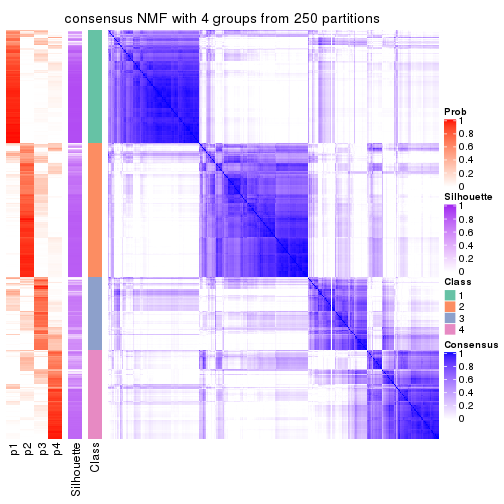 consensus NMF with 4 groups from 250 partitions
Prob
1
0.8
0.6
0.4
0.2
0
Silhouette
1
0.8
0.6
0.4
0.2
0
Class
1
2
3
4
Consensus
1
0.8
0.6
0.4
0.2
0
p1
p2
p3
p4
Silhouette
Class